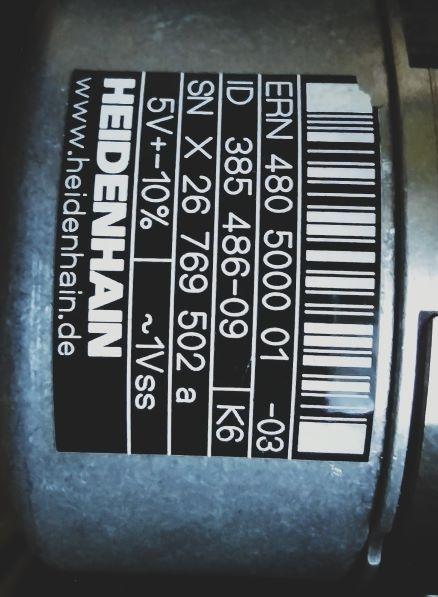 ERN 480 5000 01 -03
ID 385 486-09 K6
SN X 26 769 502 a
5V+-10% ~1Vss
HEIDENHAIN
www.heidenhain.de